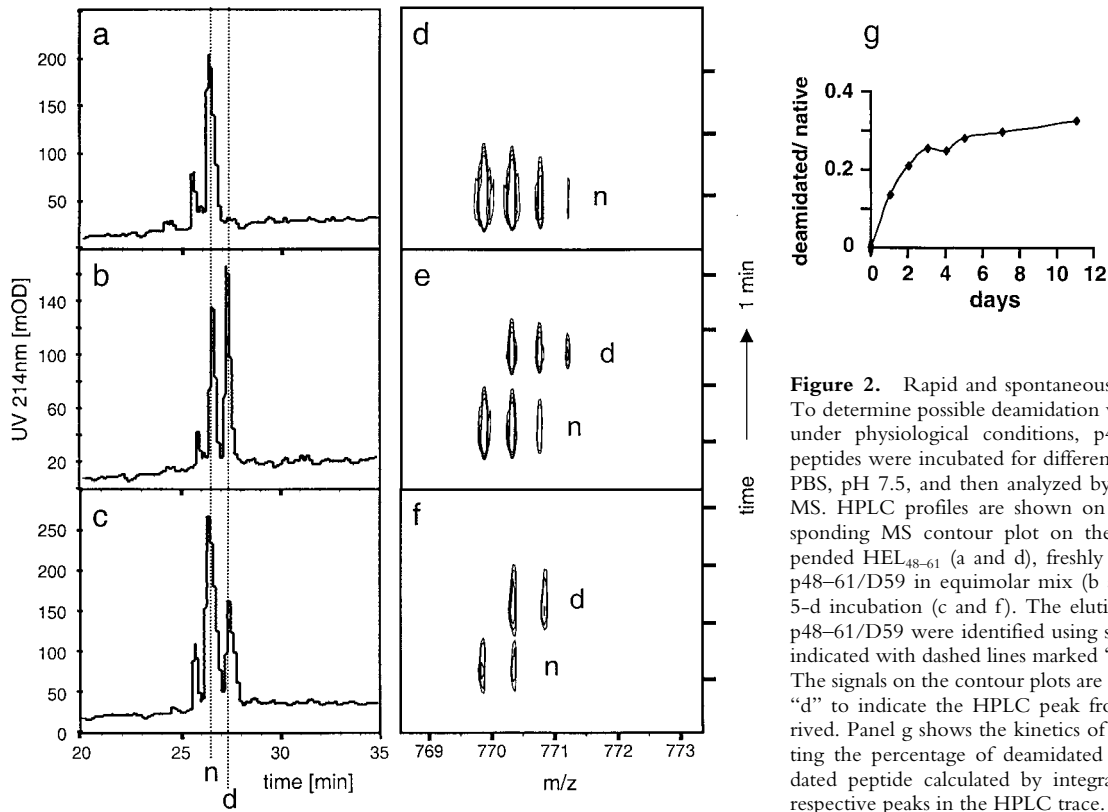 a
200
150
100
50
b
140
100
60
20
UV 214nm [mOD]
c
250
200
150
100
50
0
20 25 30 35
n time [min]
d
d
n
e
d
n
f
d
n
769 770 771 772 773
m/z
time 1 min
g
deamidated/ native
0.4
0.2
0
0 2 4 6 8 10 12
days
Figure 2. Rapid and spontaneous
To determine possible deamidation
under physiological conditions,
peptides were incubated for
PBS, pH 7.5, and then analyzed by
MS. HPLC profiles are shown on
sponding MS contour plot on
pended HEL48–61 (a and d), freshly
p48–61/D59 in equimolar mix (b
5-d incubation (c and f). The
p48–61/D59 were identified using
indicated with dashed lines marked
The signals on the contour plots are
“d” to indicate the HPLC peak
rived. Panel g shows the kinetics of
ting the percentage of deamidated
dated peptide calculated by
respective peaks in the HPLC trace.